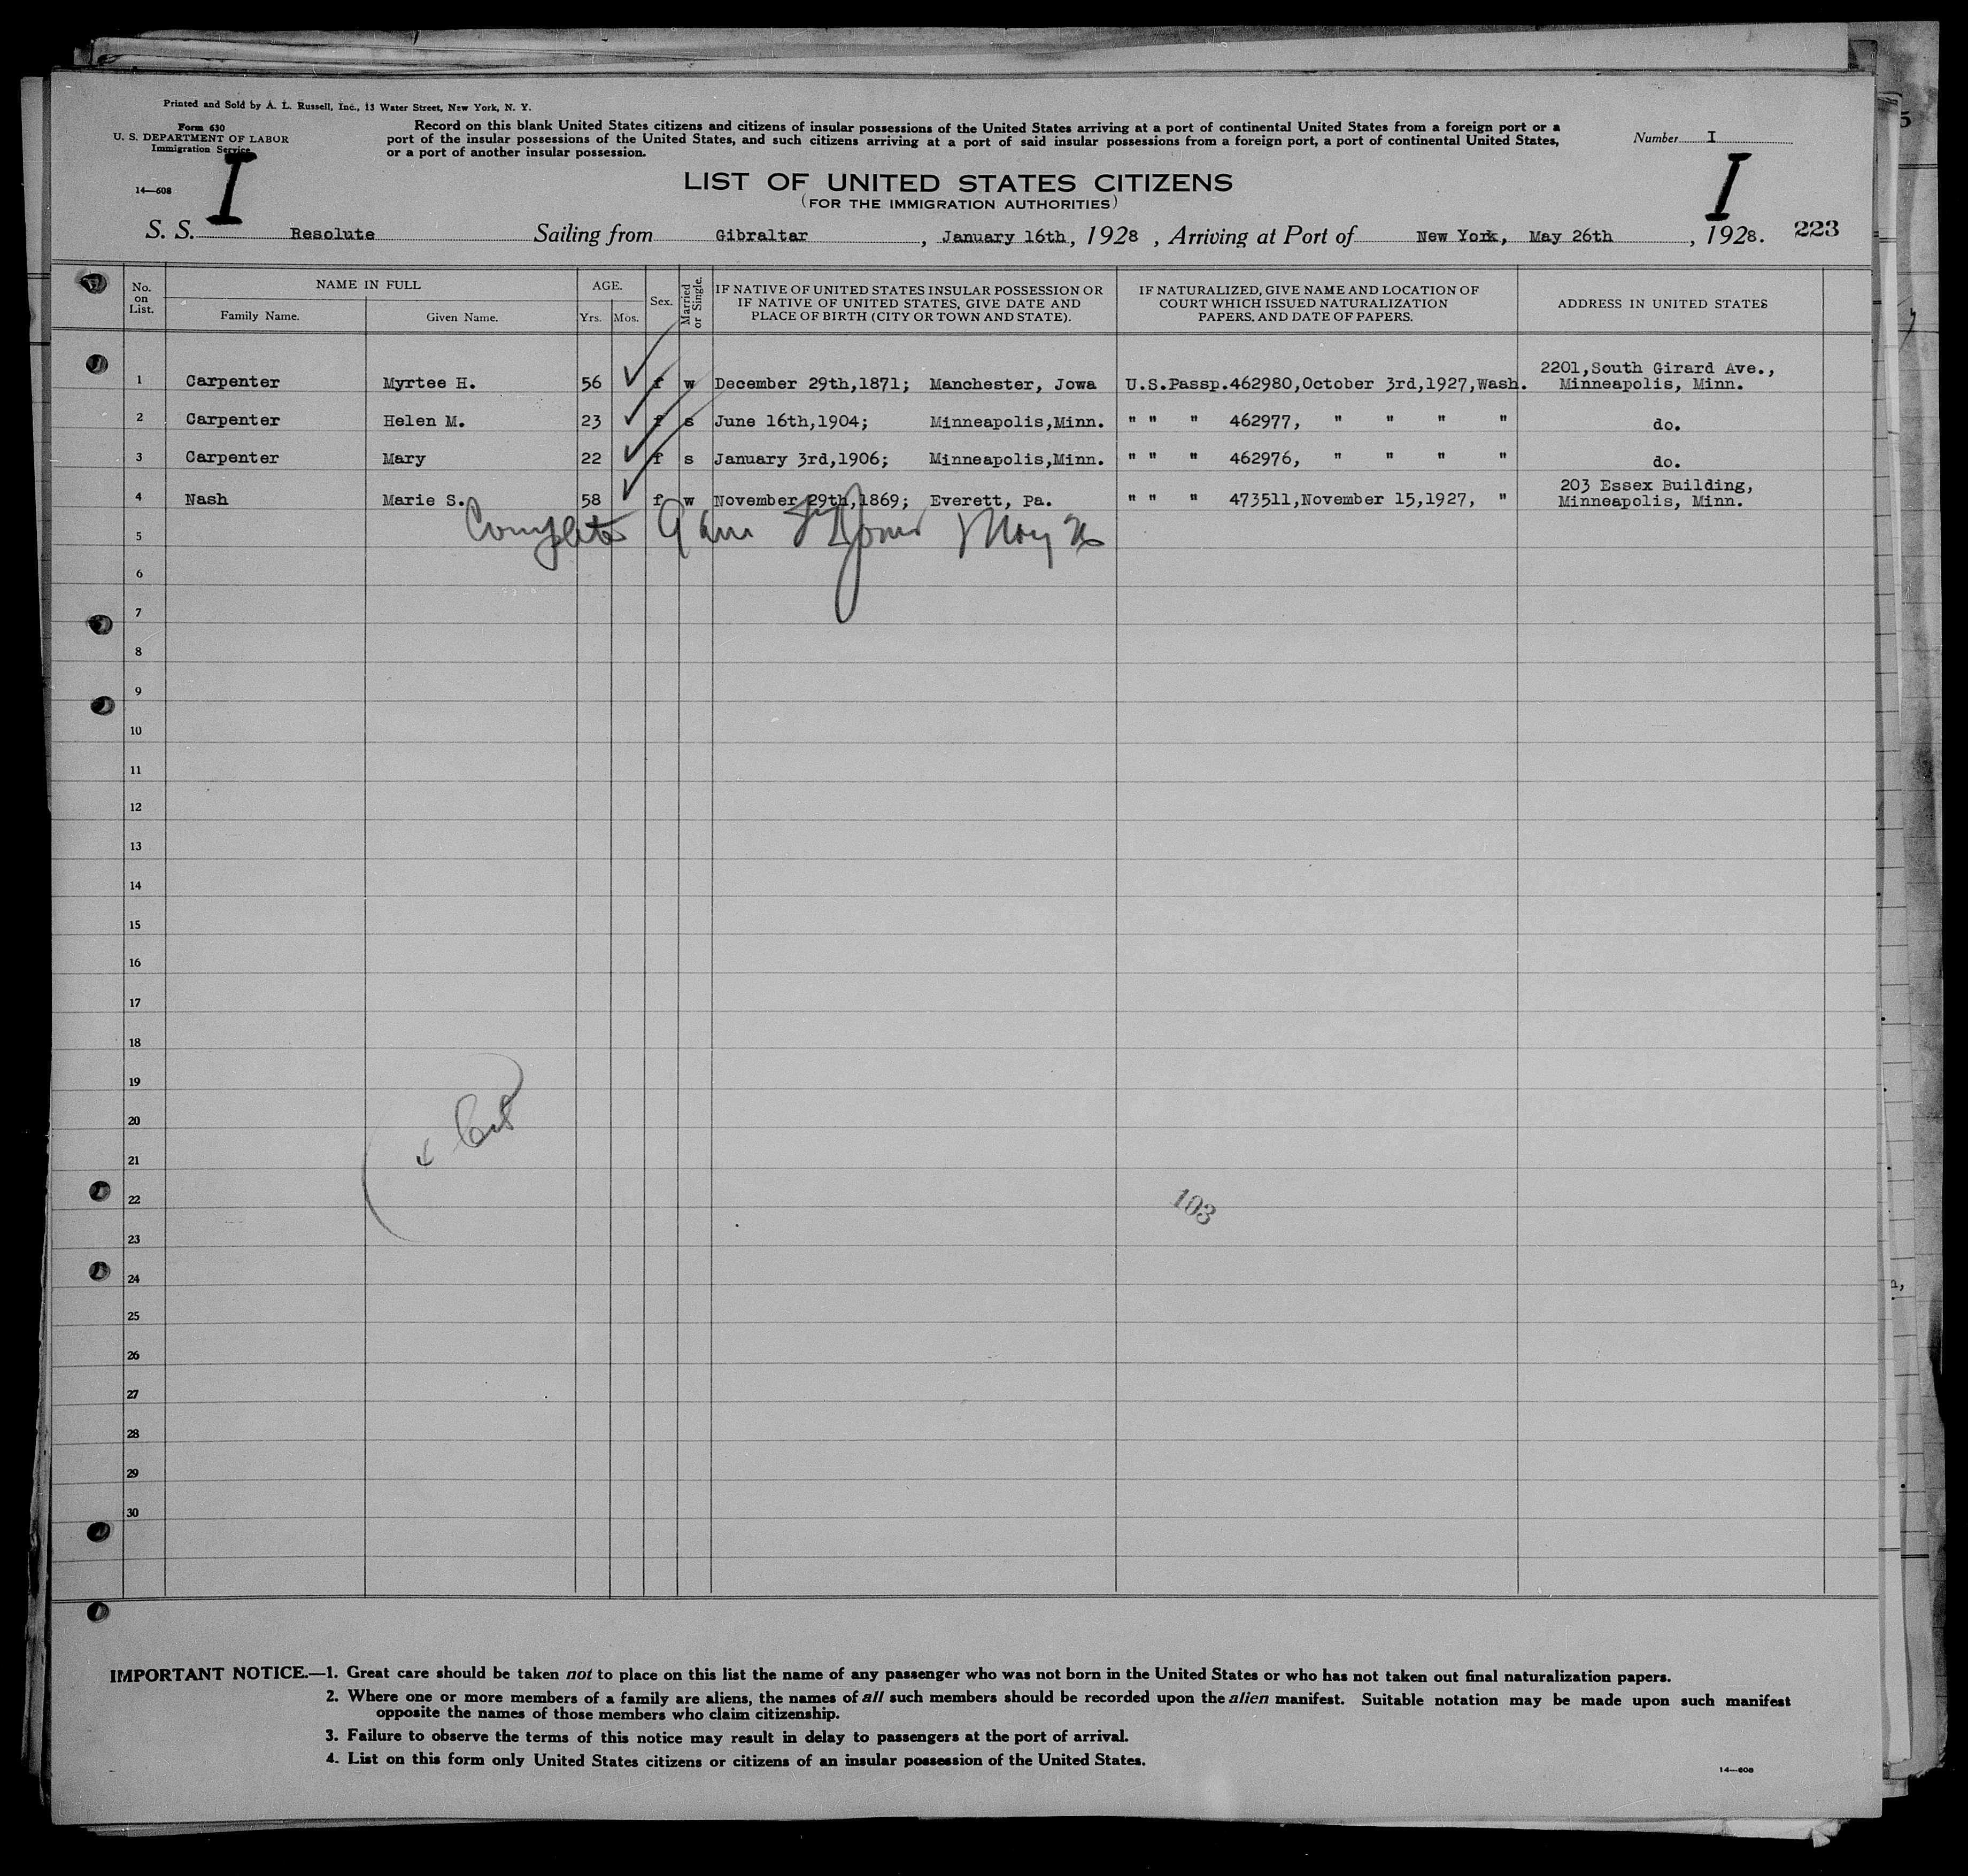 Printed and Sold by A. L. Russell, Inc., 13 Water Street, New York, N. Y.
Form 630
U. S. DEPARTMENT OF LABOR
Immigration Service
14—608
Record on this blank United States citizens and citizens of insular possessions of the United States arriving at a port of continental United States from a foreign port or a
port of the insular possessions of the United States, and such citizens arriving at a port of said insular possessions from a foreign port, a port of continental United States,
or a port of another insular possession.
Number I
I
I
LIST OF UNITED STATES CITIZENS
(FOR THE IMMIGRATION AUTHORITIES)
S. S. Resolute Sailing from Gibraltar, January 16th, 1928, Arriving at Port of New York, May 26th, 1928. 223
No. on List. NAME IN FULL AGE. Sex. Married or Single. IF NATIVE OF UNITED STATES INSULAR POSSESSION OR IF NATIVE OF UNITED STATES, GIVE DATE AND PLACE OF BIRTH (CITY OR TOWN AND STATE). IF NATURALIZED, GIVE NAME AND LOCATION OF COURT WHICH ISSUED NATURALIZATION PAPERS, AND DATE OF PAPERS. ADDRESS IN UNITED STATES
Family Name. Given Name. Yrs. Mos.
1 Carpenter Myrtee H. 56 f w December 29th,1871; Manchester, Jowa U.S.Passp.462980,October 3rd,1927,Wash. 2201,South Girard Ave., Minneapolis, Minn.
2 Carpenter Helen M. 23 f s June 16th,1904; Minneapolis,Minn. " " " 462977, " " " " do.
3 Carpenter Mary 22 f s January 3rd,1906; Minneapolis,Minn. " " " 462976, " " " " do.
4 Nash Marie S. 58 f w November 29th,1869; Everett, Pa. " " " 473511,November 15,1927, " 203 Essex Building, Minneapolis, Minn.
Complete 9 am May 26
5
6
7
8
9
10
11
12
13
14
15
16
17
18
19
20
21
22
103
23
24
25
26
27
28
29
30
IMPORTANT NOTICE.—1. Great care should be taken not to place on this list the name of any passenger who was not born in the United States or who has not taken out final naturalization papers.
2. Where one or more members of a family are aliens, the names of all such members should be recorded upon the alien manifest. Suitable notation may be made upon such manifest
opposite the names of those members who claim citizenship.
3. Failure to observe the terms of this notice may result in delay to passengers at the port of arrival.
4. List on this form only United States citizens or citizens of an insular possession of the United States.
14—608